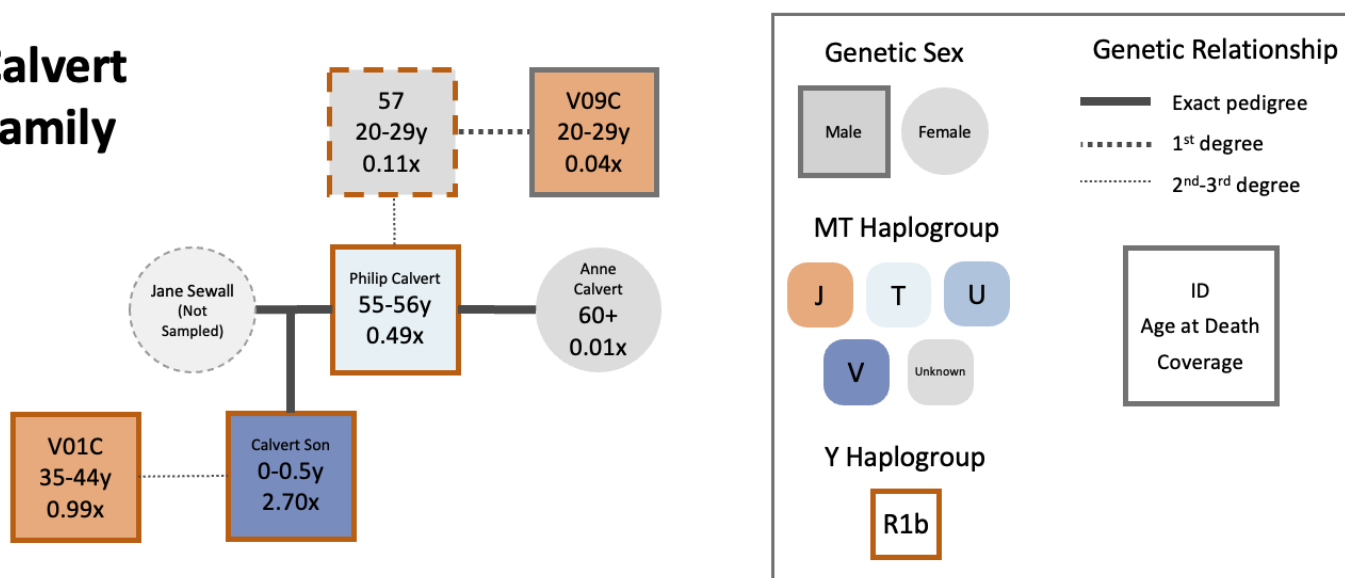 Calvert
Family
57
20-29y
0.11x
V09C
20-29y
0.04x
Jane Sewall
(Not
Sampled)
Philip Calvert
55-56y
0.49x
Anne
Calvert
60+
0.01x
V01C
35-44y
0.99x
Calvert Son
0-0.5y
2.70x
Genetic Sex
Male
Female
MT Haplogroup
J
T
U
V
Unknown
Y Haplogroup
R1b
Genetic Relationship
Exact pedigree
1st degree
2nd-3rd degree
ID
Age at Death
Coverage